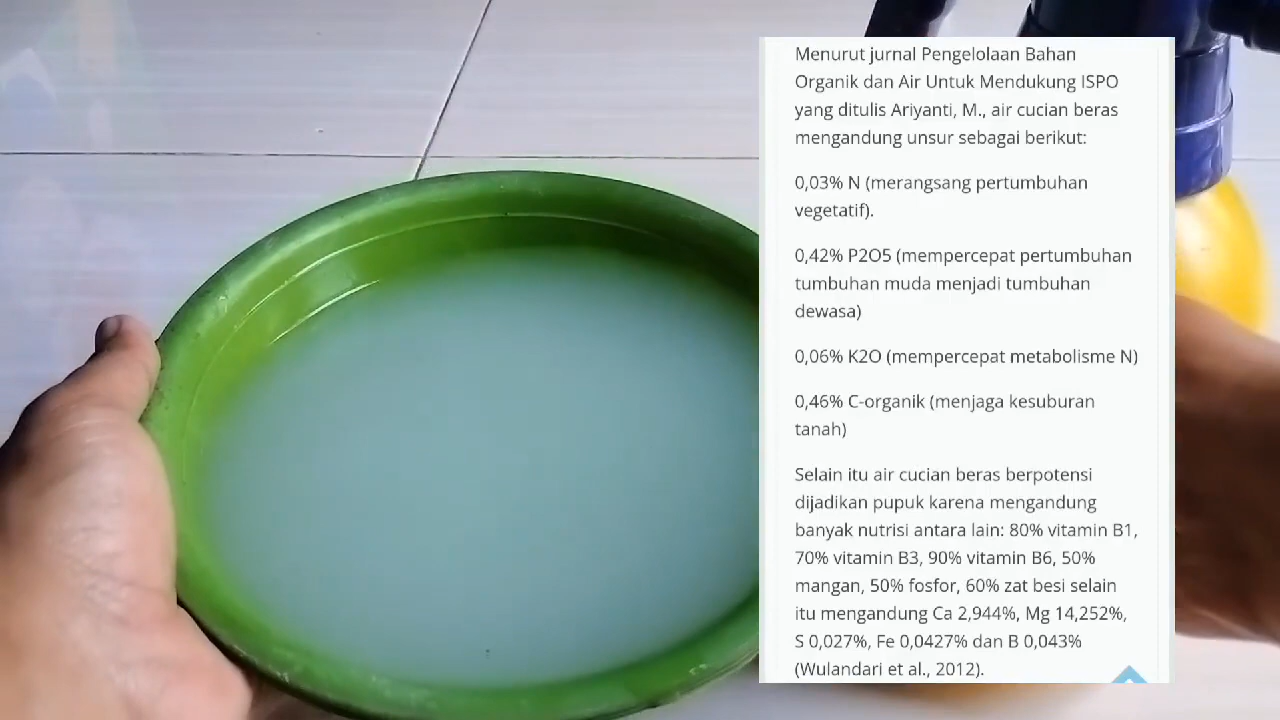 Menurut jurnal Pengelolaan Bahan
Organik dan Air Untuk Mendukung ISPO
yang ditulis Ariyanti, M., air cucian beras
mengandung unsur sebagai berikut:
0,03% N (merangsang pertumbuhan
vegetatif).
0,42% P2O5 (mempercepat pertumbuhan
tumbuhan muda menjadi tumbuhan
dewasa)
0,06% K2O (mempercepat metabolisme N)
0,46% C-organik (menjaga kesuburan
tanah)
Selain itu air cucian beras berpotensi
dijadikan pupuk karena mengandung
banyak nutrisi antara lain: 80% vitamin B1,
70% vitamin B3, 90% vitamin B6, 50%
mangan, 50% fosfor, 60% zat besi selain
itu mengandung Ca 2,944%, Mg 14,252%,
S 0,027%, Fe 0,0427% dan B 0,043%
(Wulandari et al., 2012).